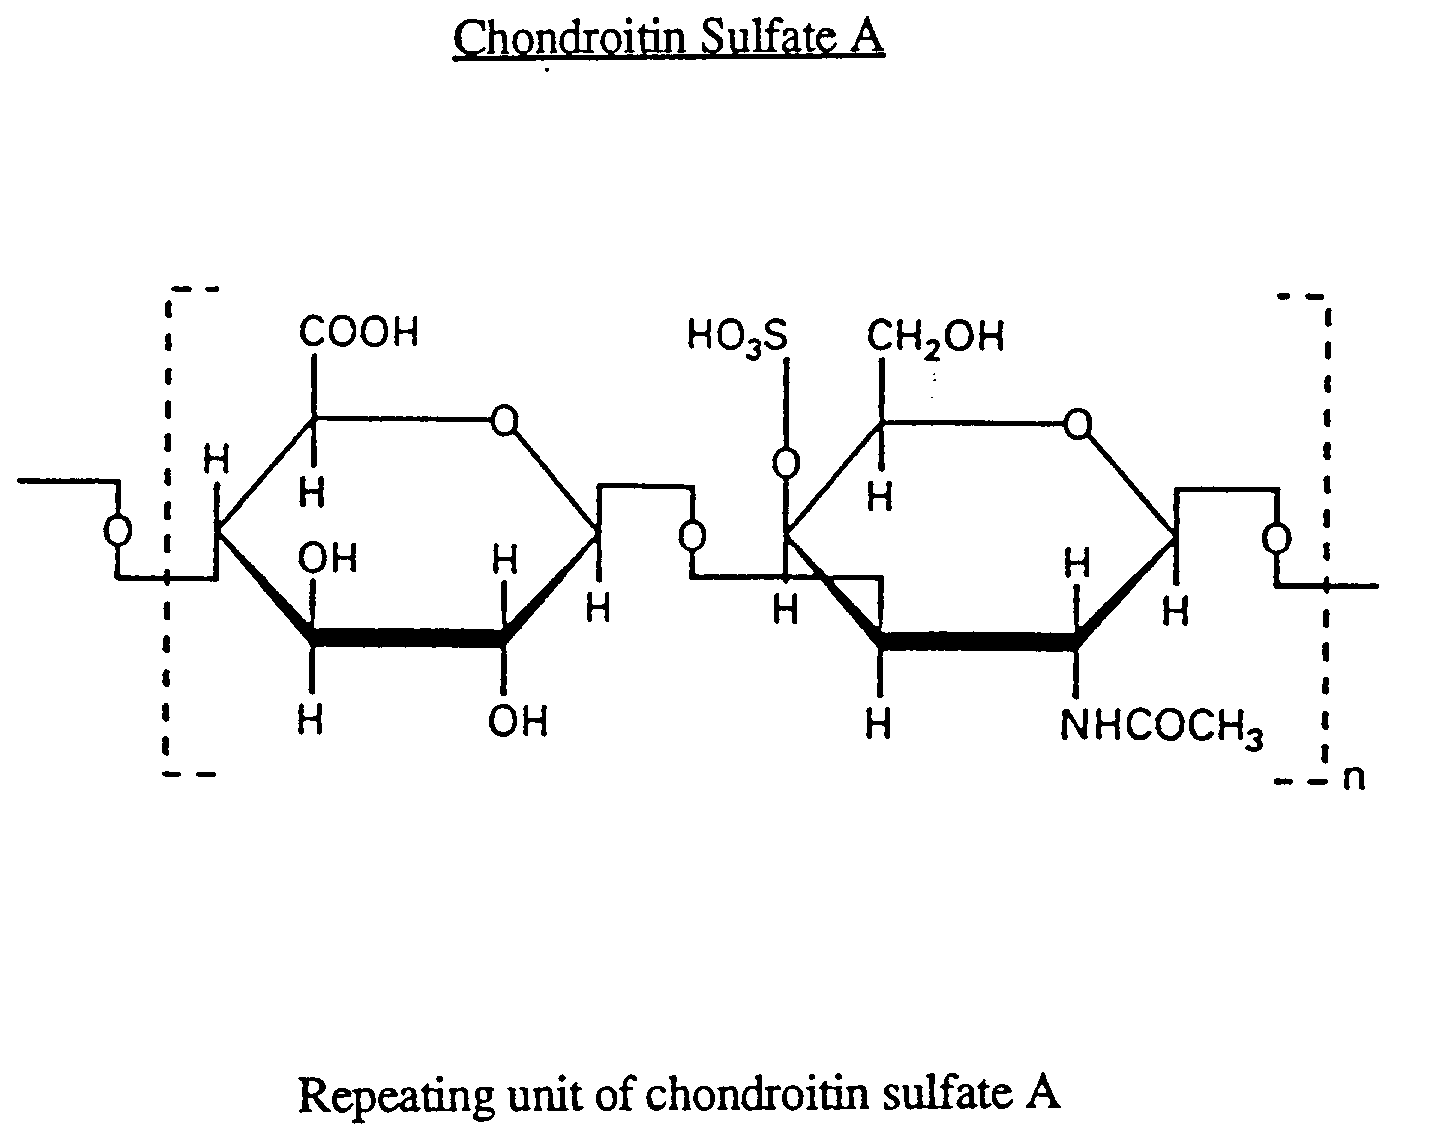 Chondroitin Sulfate A
COOH HO₃S CH₂OH
O O
H O
H H
O O O
OH H H
H H H
H OH H NHCOCH₃
n
Repeating unit of chondroitin sulfate A